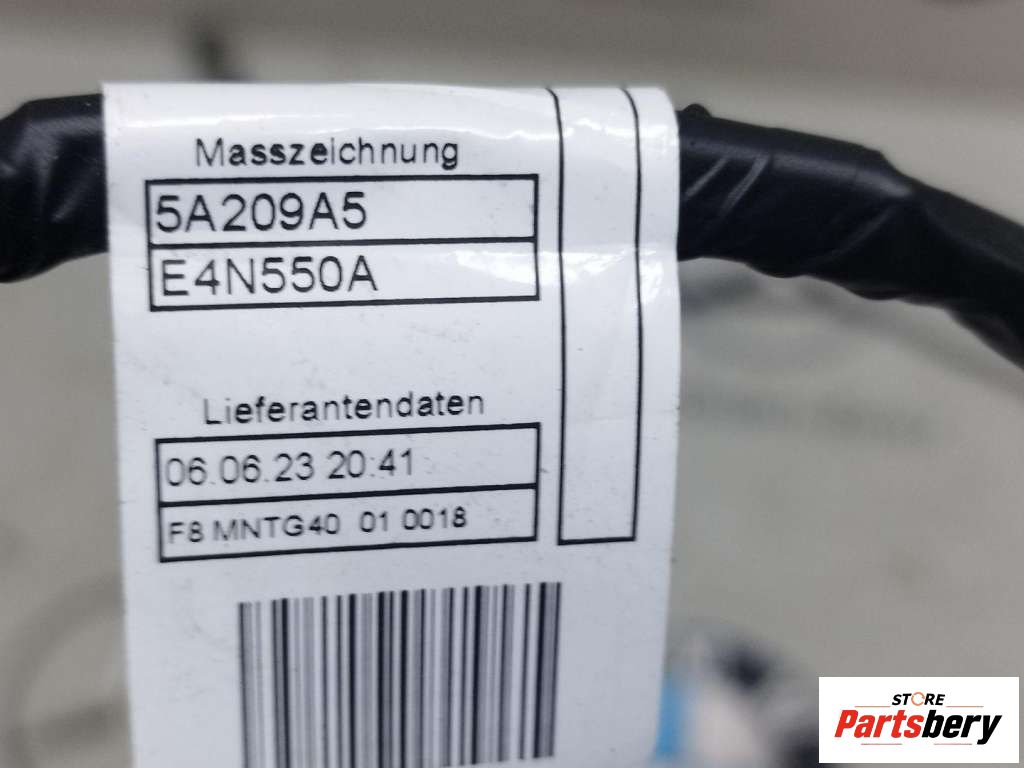 Masszeichnung
5A209A5
E4N550A
Lieferantendaten
06.06.23 20:41
F8 MNTG40 01 0018
STORE
Partsbery